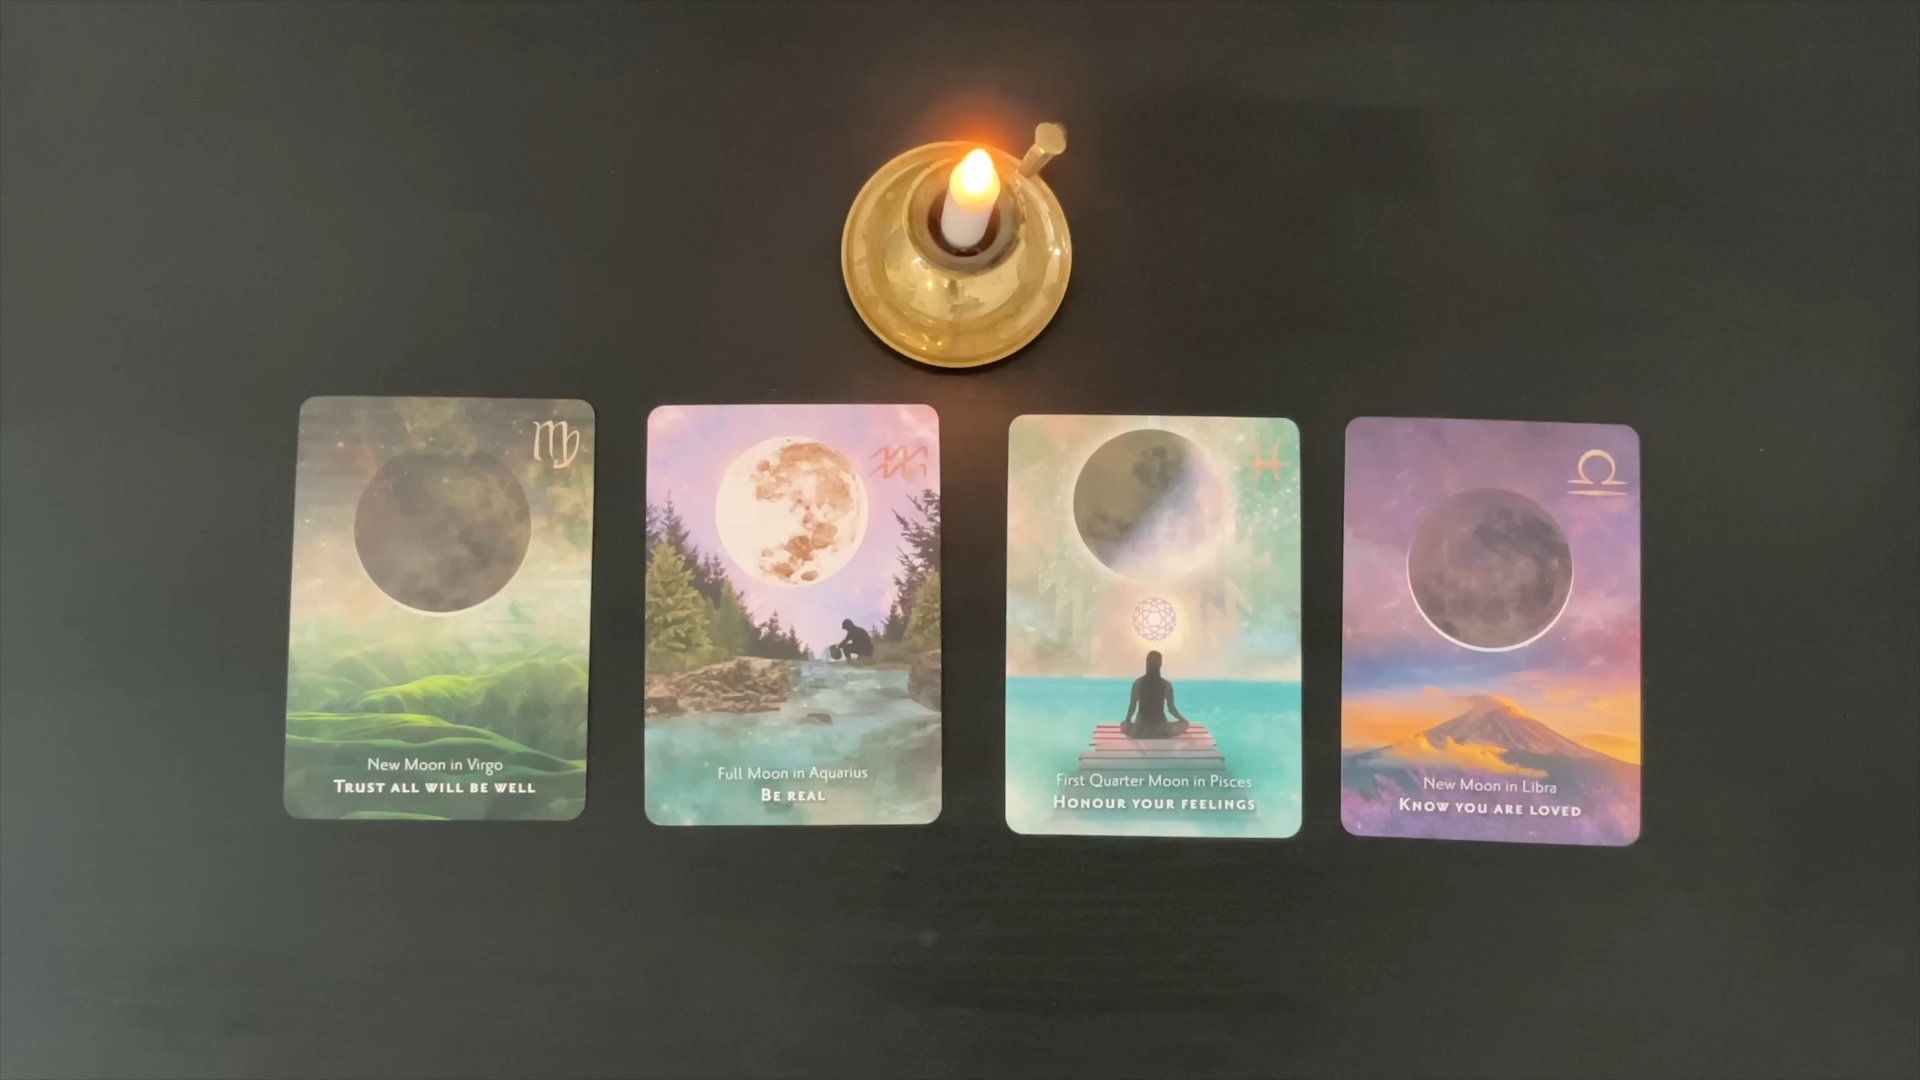 New Moon in Virgo
Trust all will be well
Full Moon in Aquarius
Be real
First Quarter Moon in Pisces
Honour your feelings
New Moon in Libra
Know you are loved